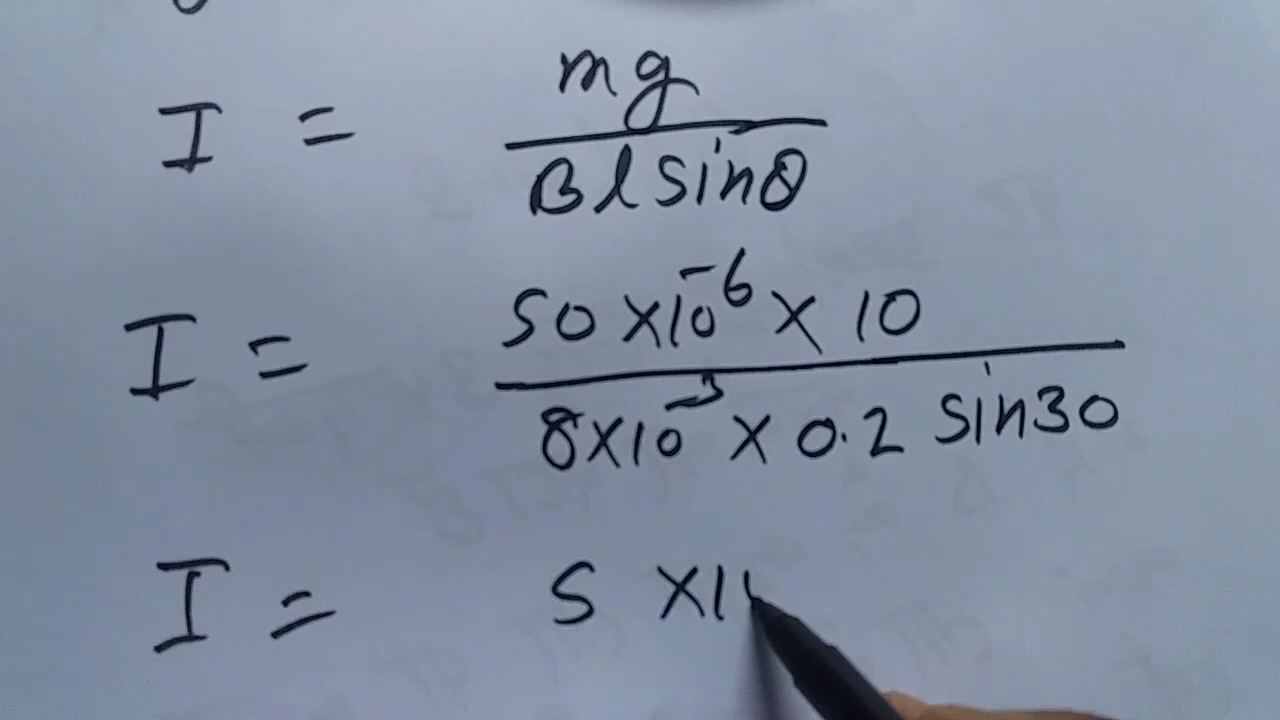 I = mg / Bl sinθ
I = 50 × 10⁻⁶ × 10 / 8×10⁻³ × 0.2 sin30
I = 5 ×1